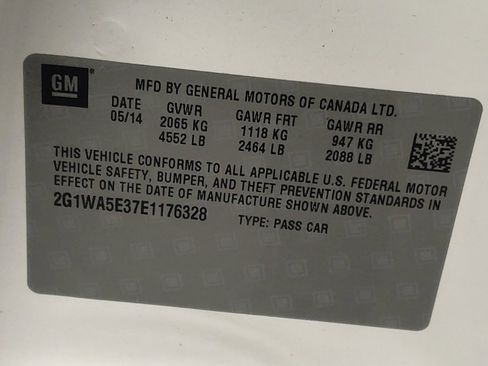 GM
MFD BY GENERAL MOTORS OF CANADA LTD.
DATE GVWR GAWR FRT GAWR RR
05/14 2065 KG 1118 KG 947 KG
4552 LB 2464 LB 2088 LB
THIS VEHICLE CONFORMS TO ALL APPLICABLE U.S. FEDERAL MOTOR
VEHICLE SAFETY, BUMPER, AND THEFT PREVENTION STANDARDS IN
EFFECT ON THE DATE OF MANUFACTURE SHOWN ABOVE.
2G1WA5E37E1176328 TYPE: PASS CAR